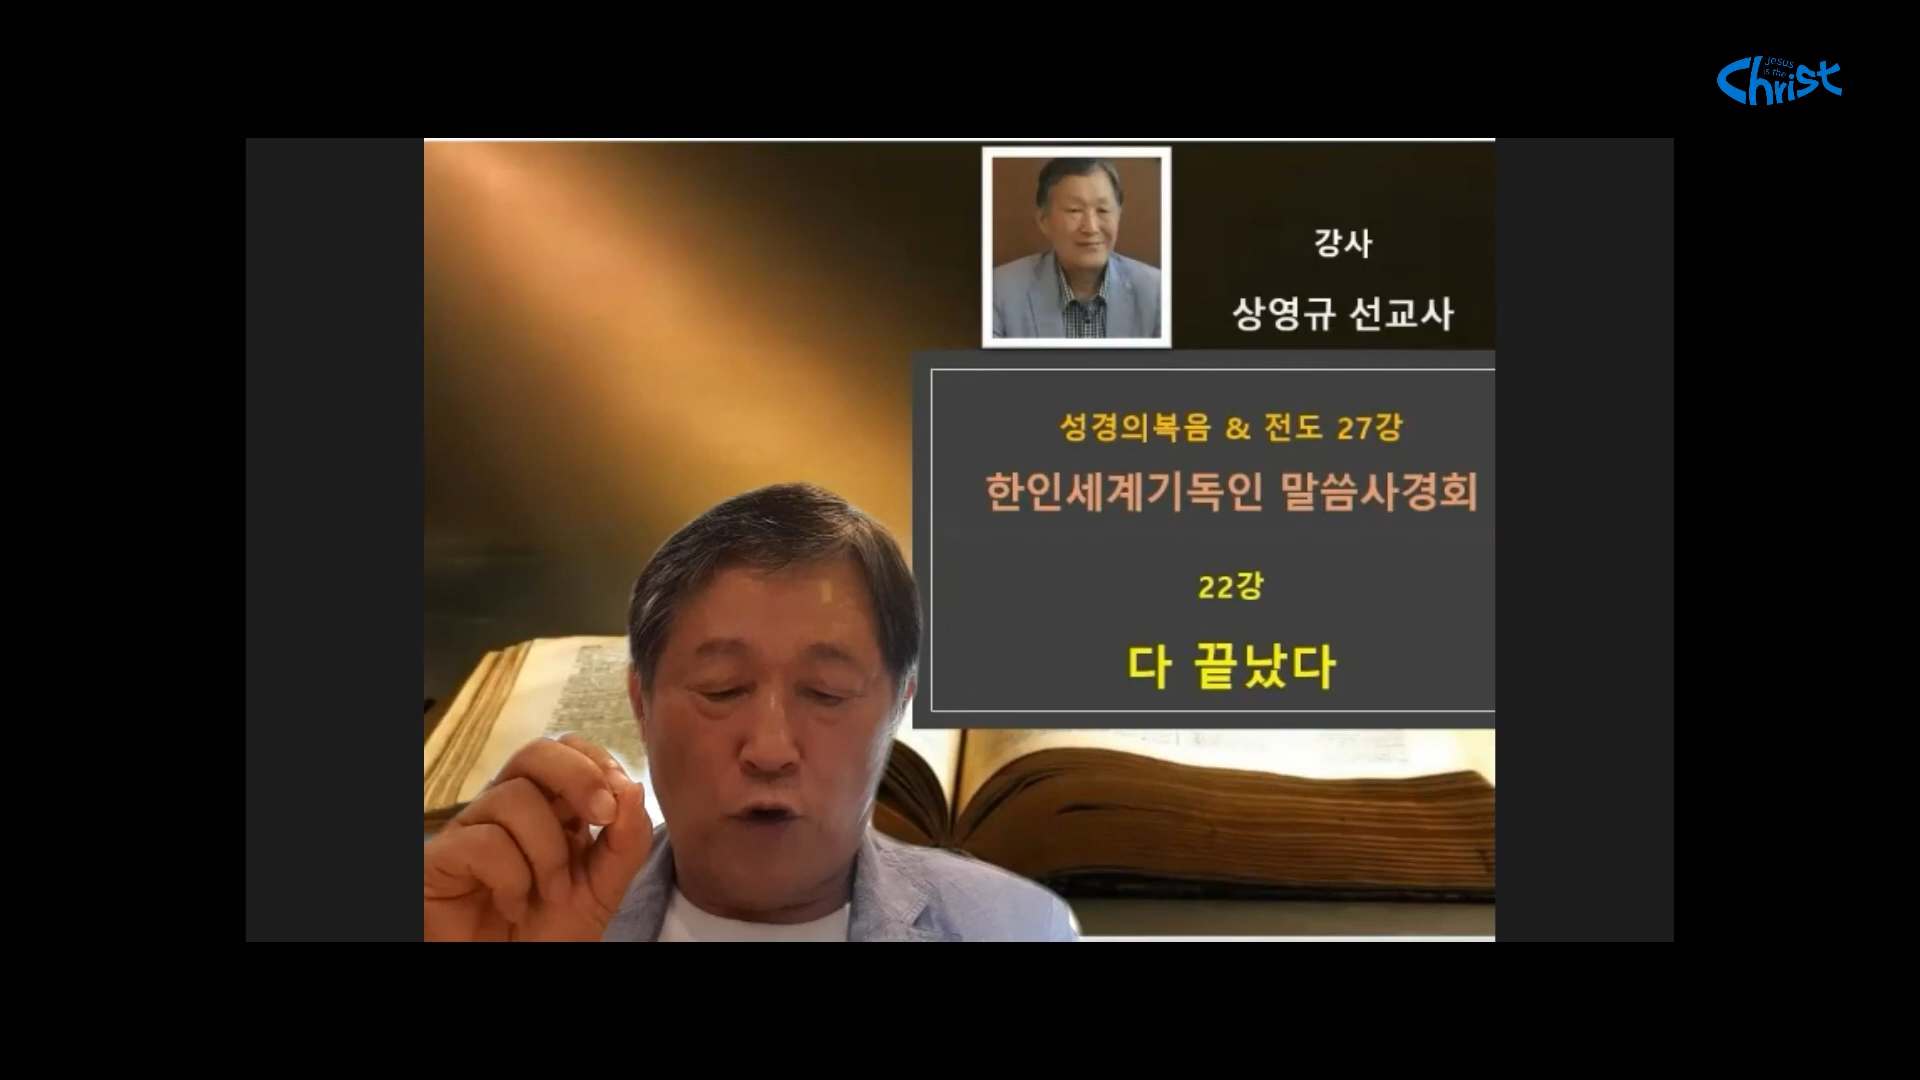 Jesus
is the
Christ
강사
상영규 선교사
성경의복음 & 전도 27강
한인세계기독인 말씀사경회
22강
다 끝났다